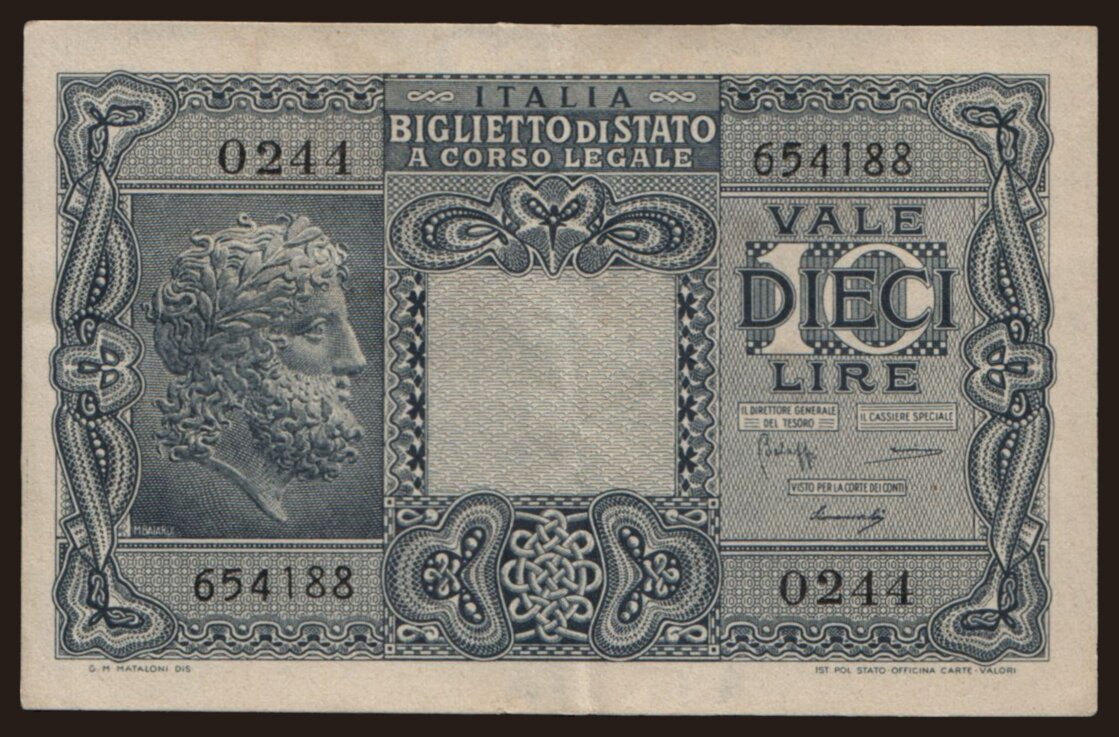 ITALIA
BIGLIETTO DI STATO
A CORSO LEGALE
0244
654188
VALE
10
DIECI
LIRE
IL DIRETTORE GENERALE
DEL TESORO
IL CASSIERE SPECIALE
VISTO PER LA CORTE DEI CONTI
654188
0244
G. M MATALONI DIS
IST POL STATO-OFFICINA CARTE-VALORI